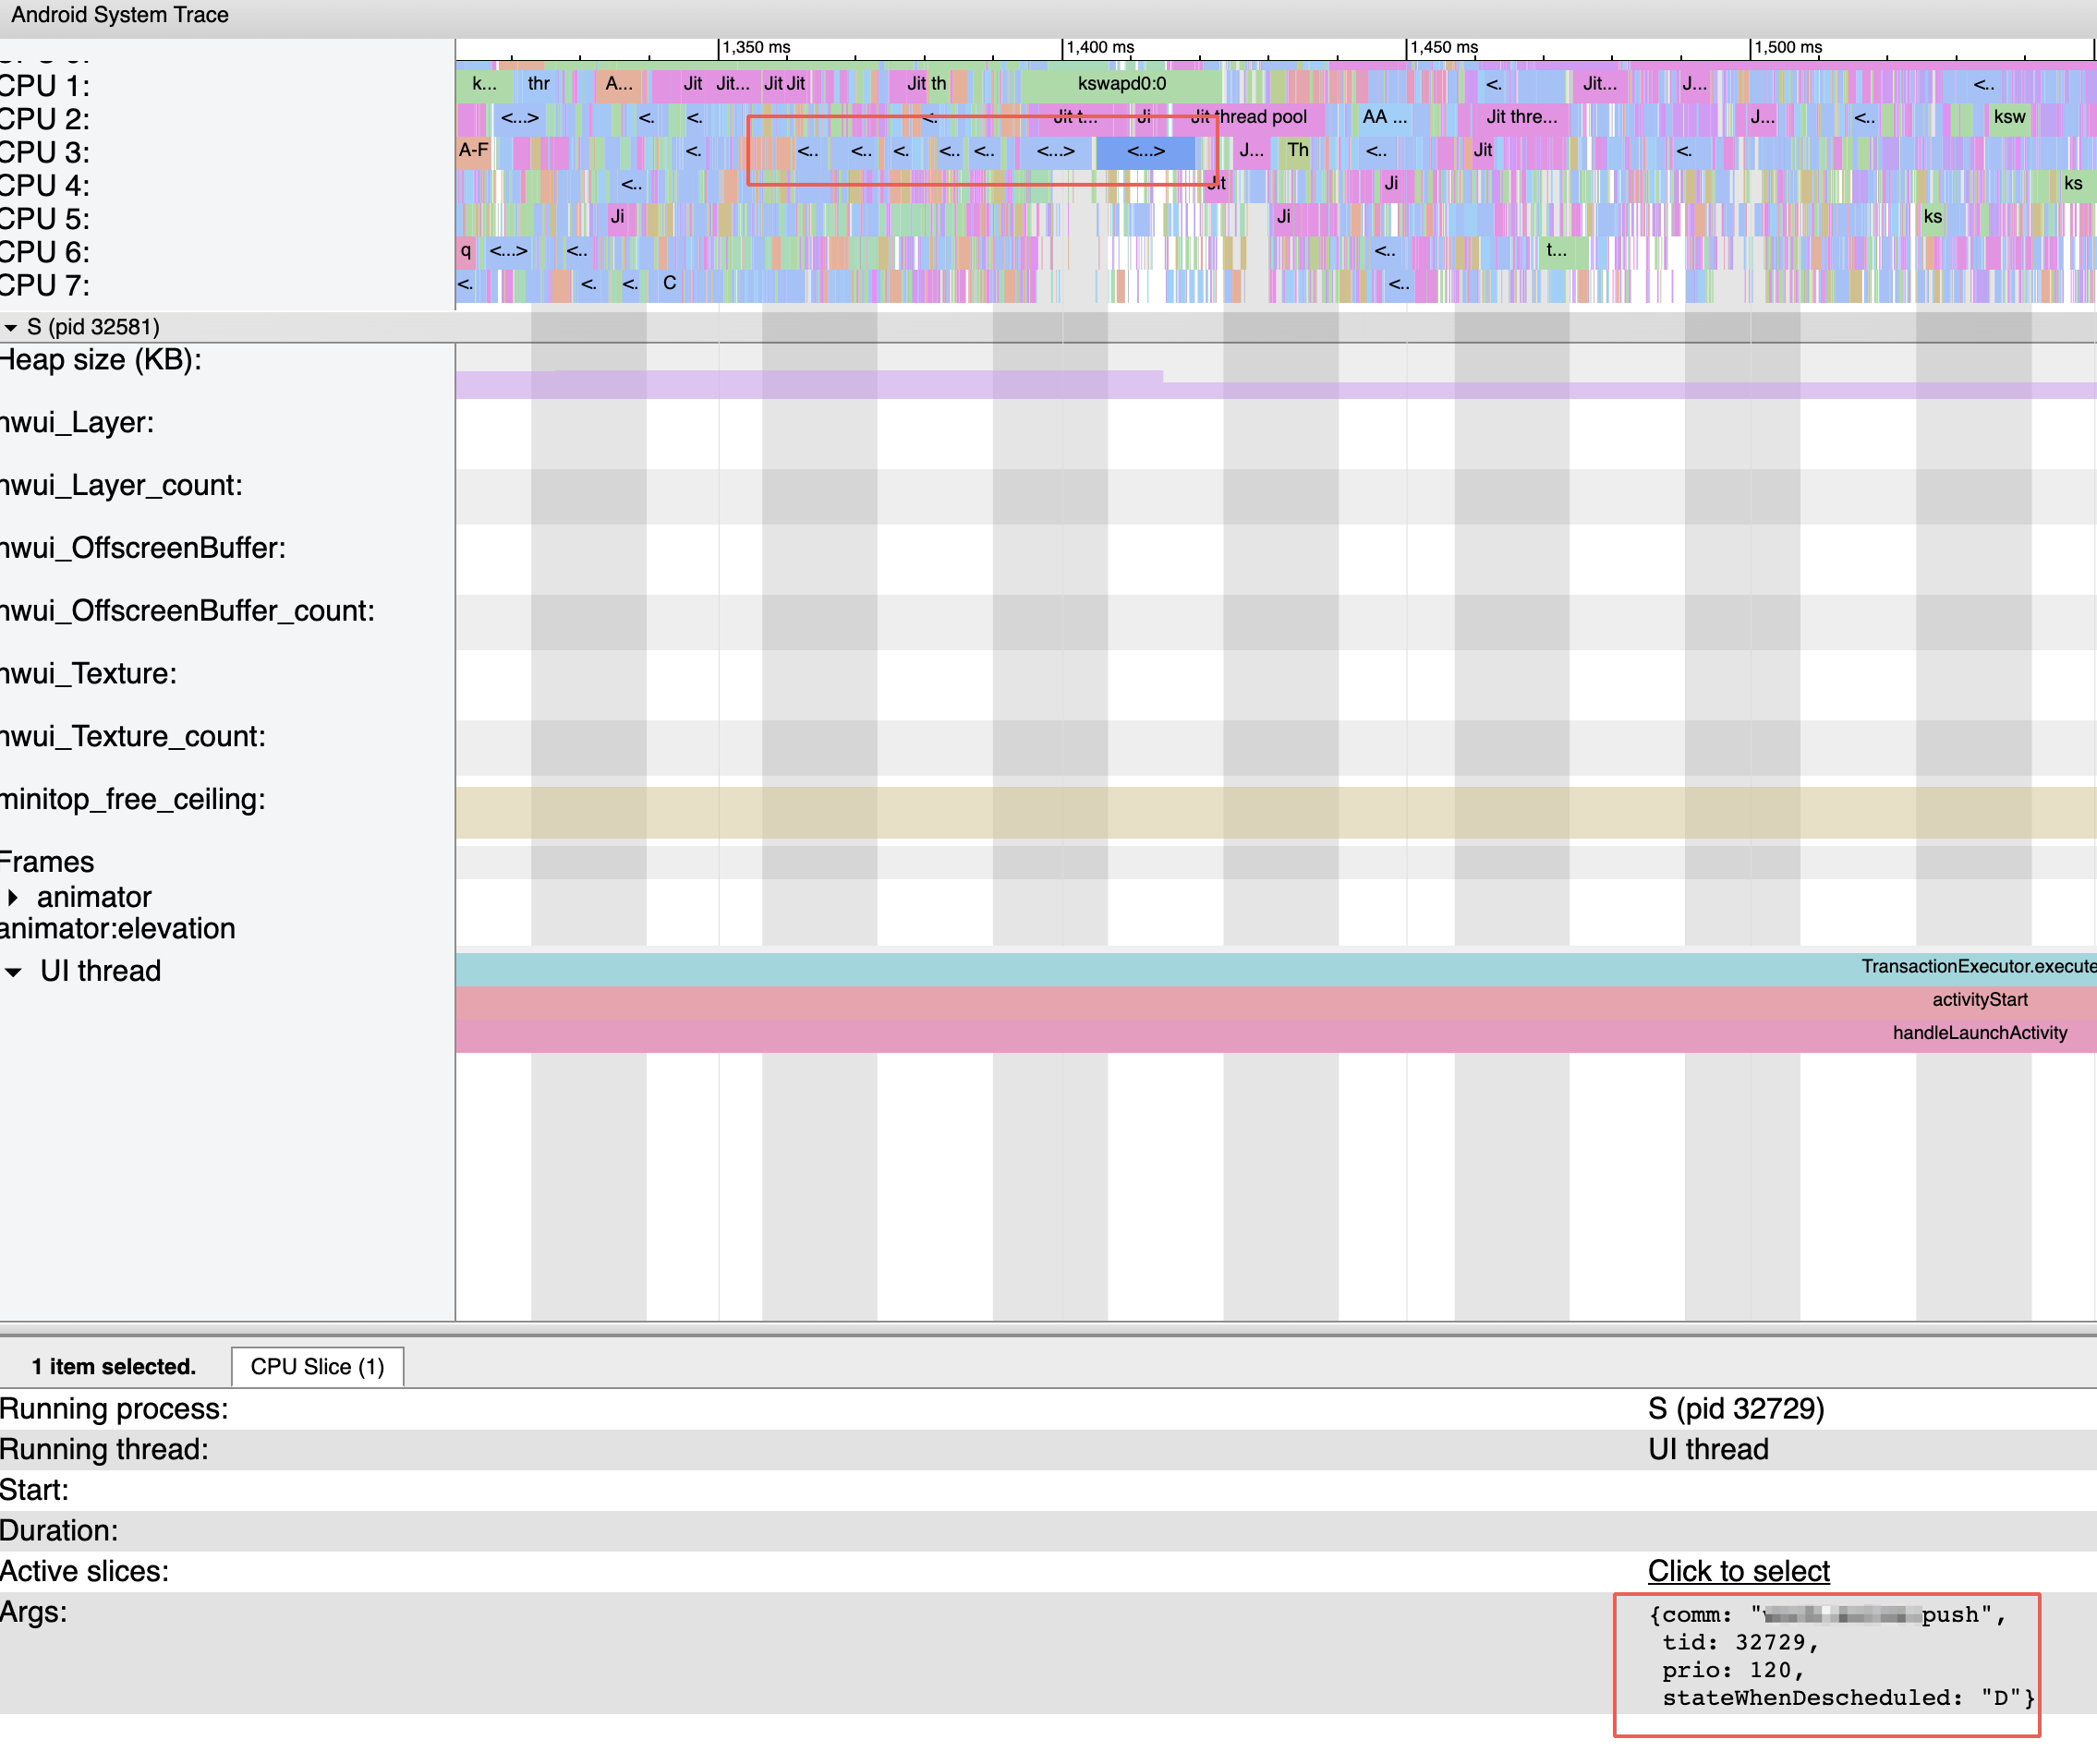 Android System Trace
1,350 ms 1,400 ms 1,450 ms 1,500 ms
CPU 1: k... thr A... Jit Jit... Jit Jit Jit th kswapd0:0 <. Jit... J... <..
CPU 2: <...> <. <. <. Jit t... Ji Jit thread pool AA ... Jit thre... J... <.. ksw
CPU 3: A-F <. <.. <.. <. <.. <.. <...> <...> J... Th <.. Jit <.
CPU 4: <.. Jit Ji ks
CPU 5: Ji Ji ks
CPU 6: q <...> <.. <.. t...
CPU 7: <. <. <. C <..
S (pid 32581)
Heap size (KB):
hwui_Layer:
hwui_Layer_count:
hwui_OffscreenBuffer:
hwui_OffscreenBuffer_count:
hwui_Texture:
hwui_Texture_count:
minitop_free_ceiling:
Frames
animator
animator:elevation
UI thread
TransactionExecutor.execute
activityStart
handleLaunchActivity
1 item selected. CPU Slice (1)
Running process: S (pid 32729)
Running thread: UI thread
Start:
Duration:
Active slices: Click to select
Args: {comm: "push",
tid: 32729,
prio: 120,
stateWhenDescheduled: "D"}